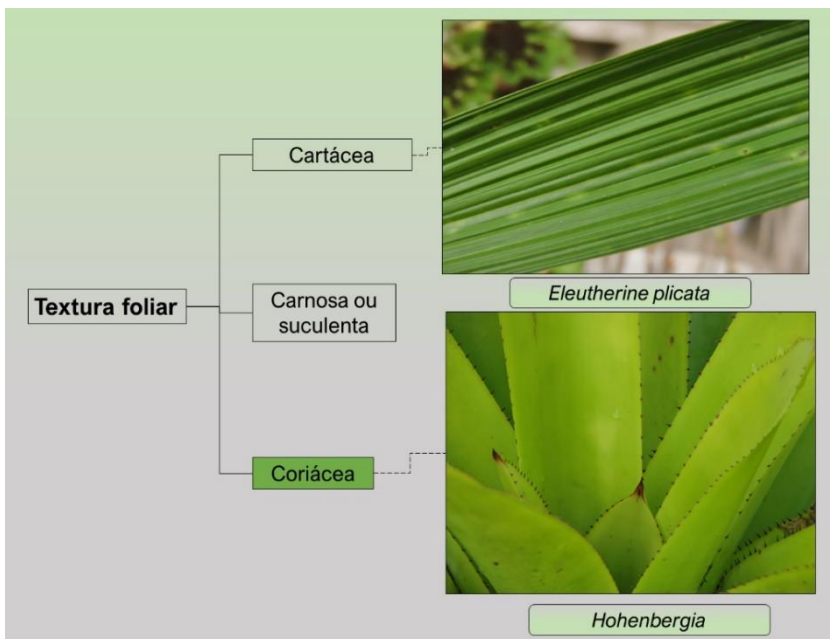 Textura foliar
Cartácea
Eleutherine plicata
Carnosa ou
suculenta
Coriácea
Hohenbergia